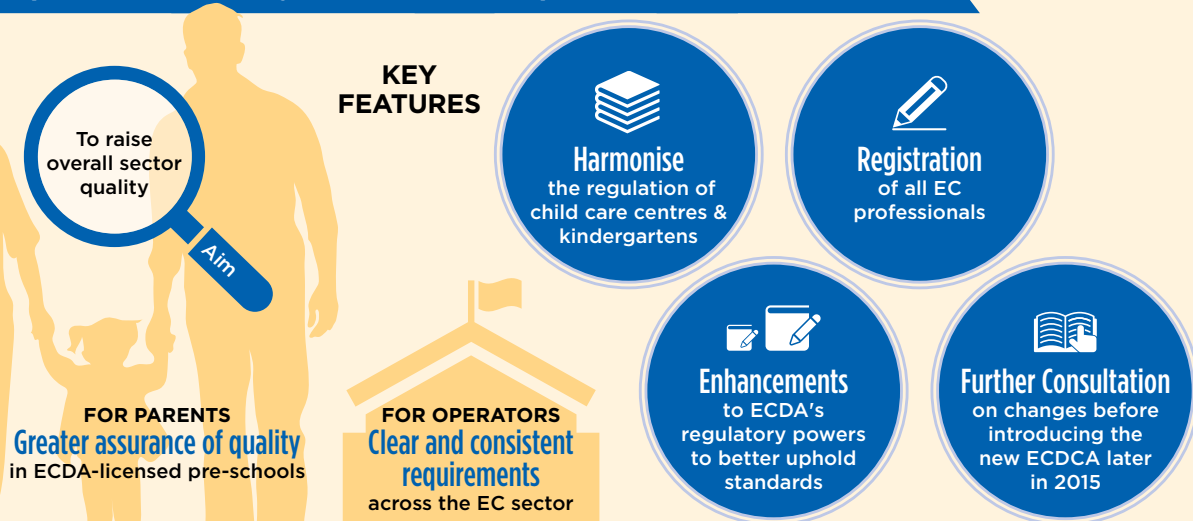 To raise
overall sector
quality
Aim
KEY
FEATURES
Harmonise
the regulation of
child care centres &
kindergartens
Registration
of all EC
professionals
Enhancements
to ECDA's
regulatory powers
to better uphold
standards
Further Consultation
on changes before
introducing the
new ECDCA later
in 2015
FOR PARENTS
Greater assurance of quality
in ECDA-licensed pre-schools
FOR OPERATORS
Clear and consistent
requirements
across the EC sector